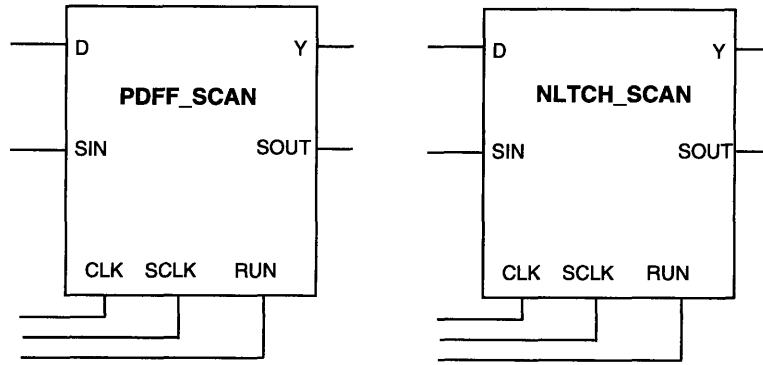 D Y
PDFF_SCAN
SIN SOUT
CLK SCLK RUN
D Y
NLTCH_SCAN
SIN SOUT
CLK SCLK RUN